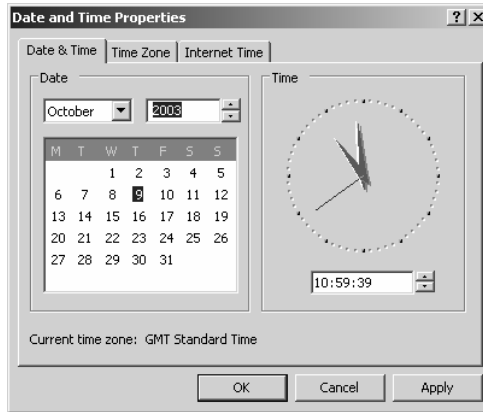 Date and Time Properties
Date & Time Time Zone Internet Time
Date
October 2003
M T W T F S S
1 2 3 4 5
6 7 8 9 10 11 12
13 14 15 16 17 18 19
20 21 22 23 24 25 26
27 28 29 30 31
Time
10:59:39
Current time zone: GMT Standard Time
OK Cancel Apply